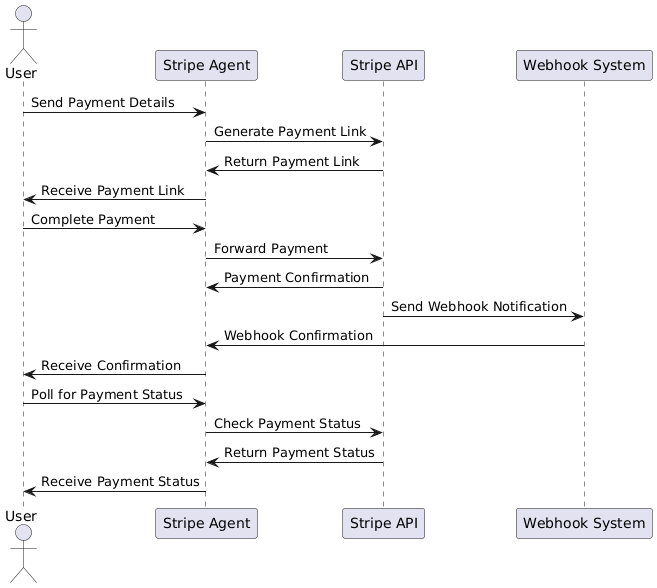 User
Stripe Agent
Stripe API
Webhook System
Send Payment Details
Generate Payment Link
Return Payment Link
Receive Payment Link
Complete Payment
Forward Payment
Payment Confirmation
Send Webhook Notification
Webhook Confirmation
Receive Confirmation
Poll for Payment Status
Check Payment Status
Return Payment Status
Receive Payment Status
User
Stripe Agent
Stripe API
Webhook System